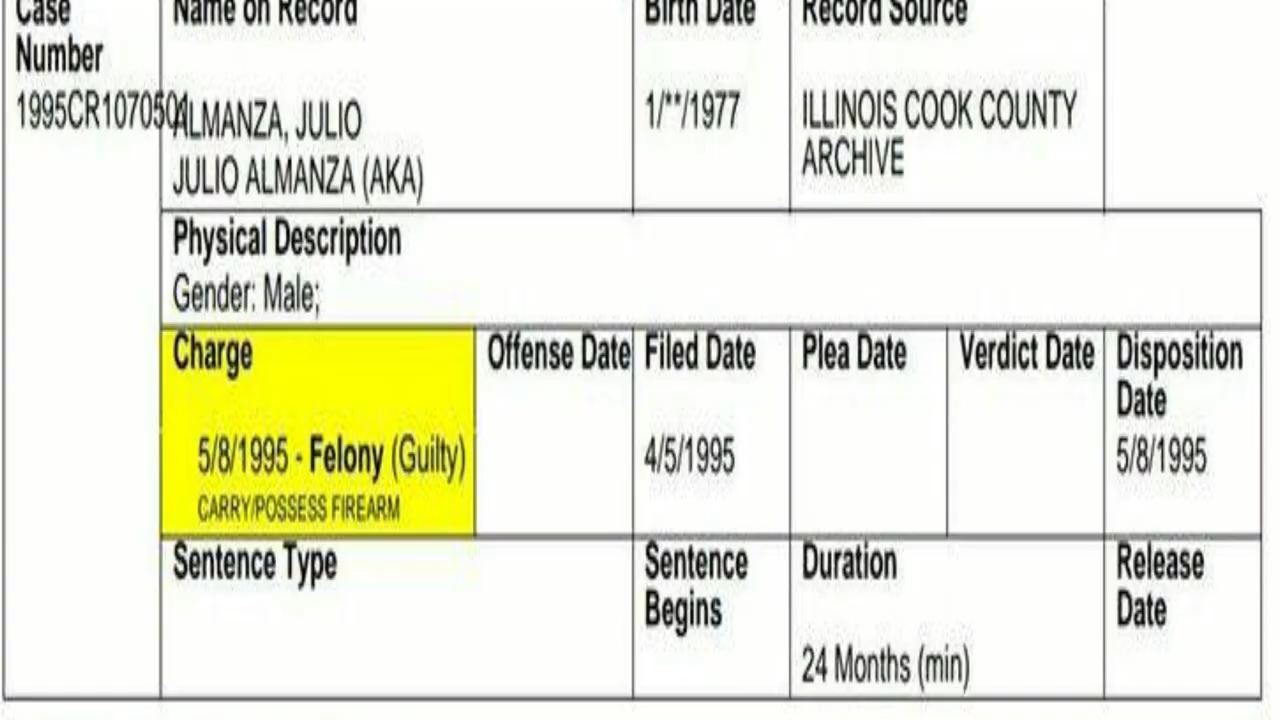 Case Number
Name on Record
Birth Date
Record Source
1995CR1070501
ALMANZA, JULIO
JULIO ALMANZA (AKA)
1/**/1977
ILLINOIS COOK COUNTY
ARCHIVE
Physical Description
Gender: Male;
Charge
Offense Date
Filed Date
Plea Date
Verdict Date
Disposition
Date
5/8/1995 - Felony (Guilty)
CARRY/POSSESS FIREARM
4/5/1995
5/8/1995
Sentence Type
Sentence
Begins
Duration
Release
Date
24 Months (min)